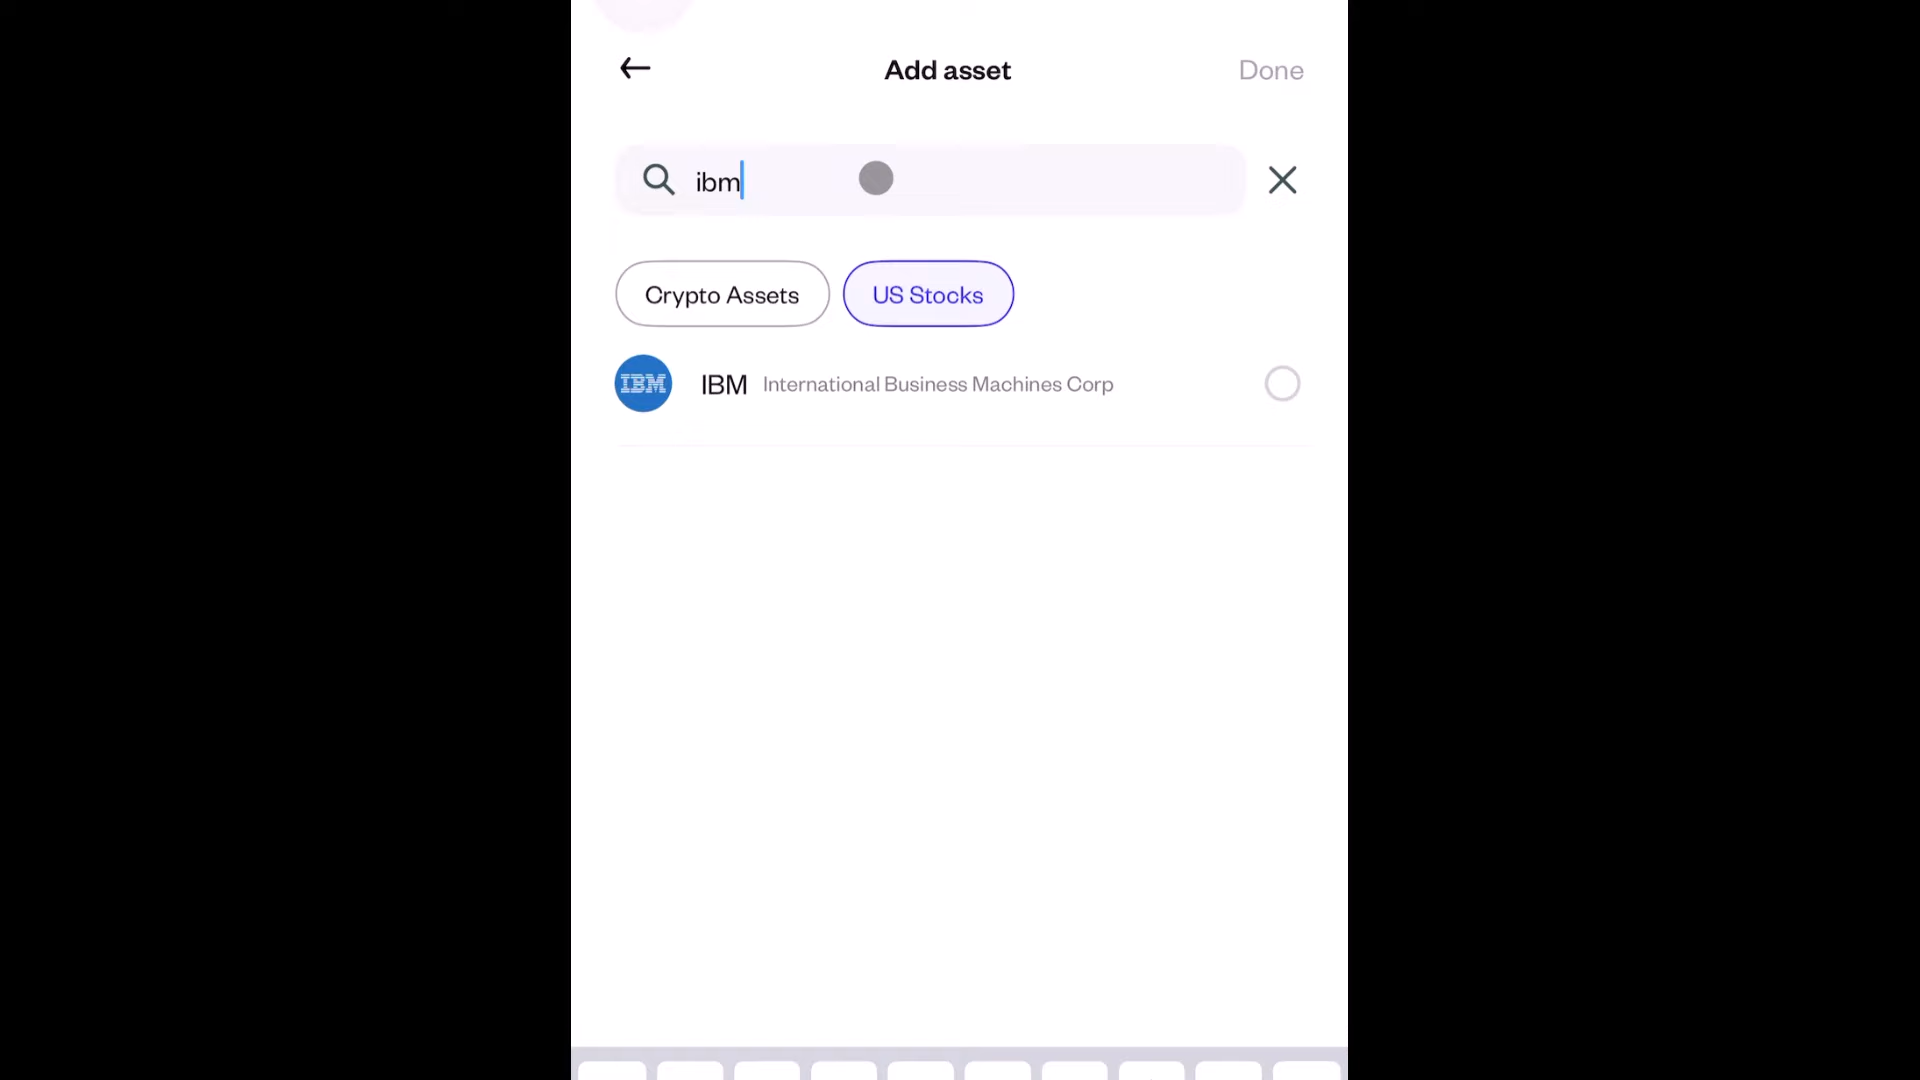 Add asset
Done
ibm
Crypto Assets
US Stocks
IBM
IBM International Business Machines Corp